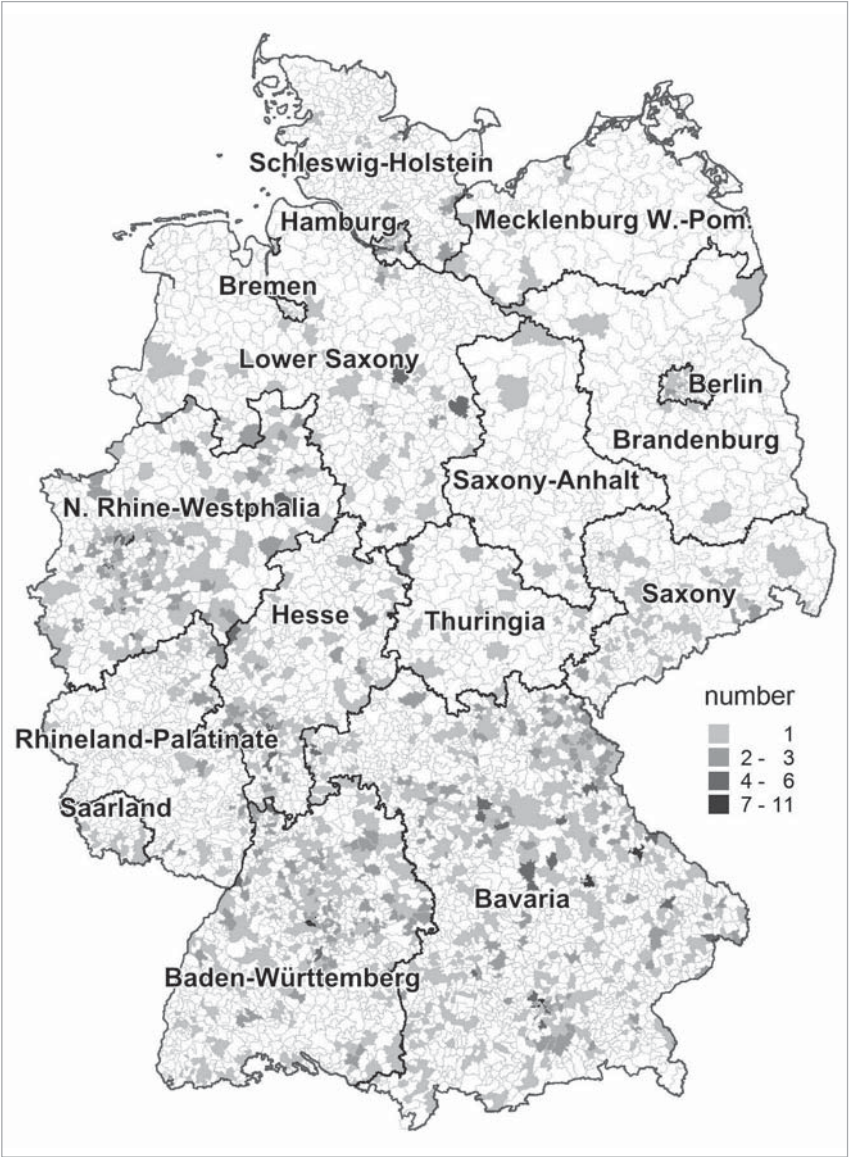 Schleswig-Holstein
Hamburg
Mecklenburg W.-Pom.
Bremen
Lower Saxony
Berlin
Brandenburg
Saxony-Anhalt
N. Rhine-Westphalia
Saxony
Hesse
Thuringia
number
1
2 - 3
4 - 6
7 - 11
Rhineland-Palatinate
Saarland
Bavaria
Baden-Württemberg